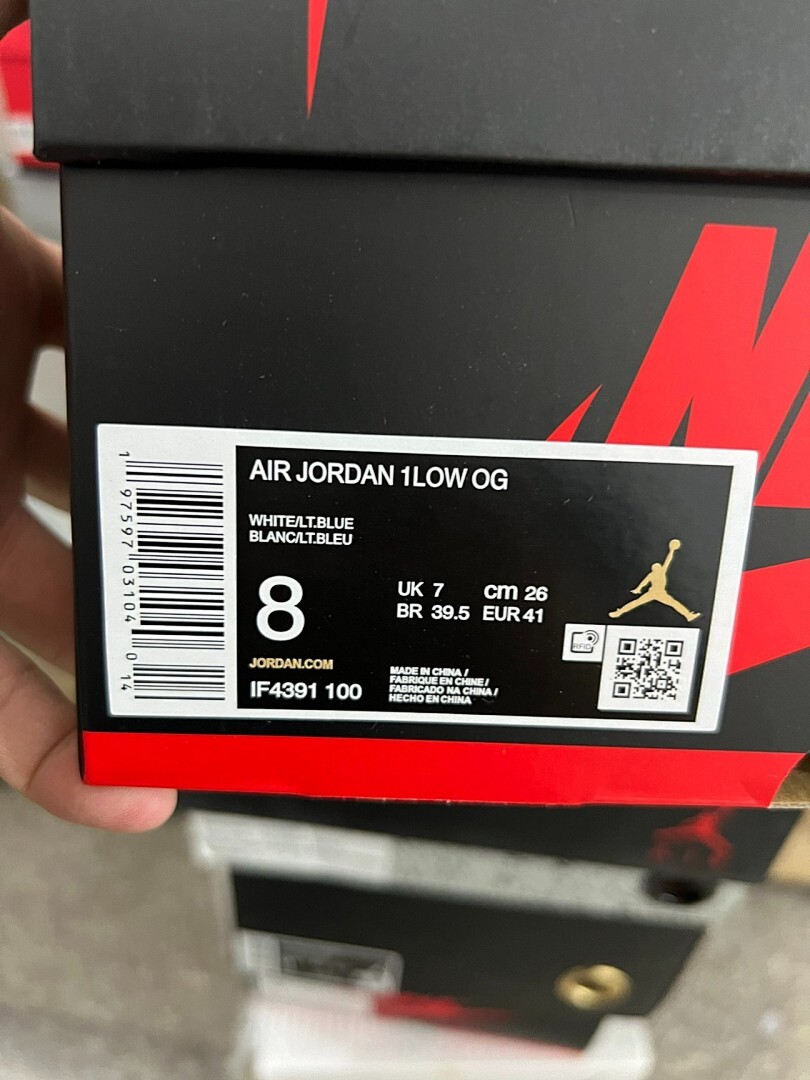 AIR JORDAN 1LOW OG
WHITE/LT.BLUE
BLANC/LT.BLEU
8
UK 7 cm 26
BR 39.5 EUR 41
JORDAN.COM
IF4391 100
MADE IN CHINA /
FABRIQUE EN CHINE /
FABRICADO NA CHINA /
HECHO EN CHINA
RFID
1 97597 03104 014